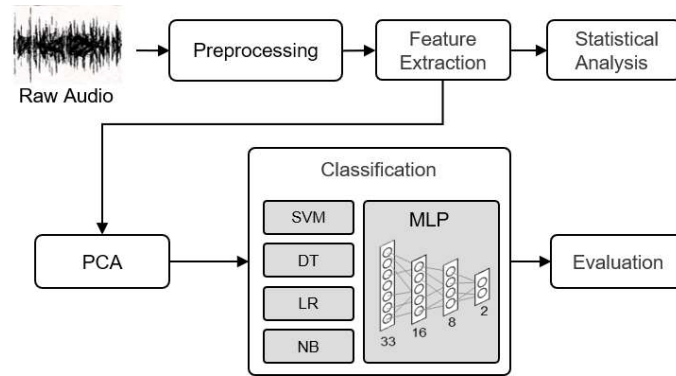 Raw Audio
Preprocessing
Feature
Extraction
Statistical
Analysis
Classification
SVM
DT
LR
NB
MLP
33
16
8
2
PCA
Evaluation